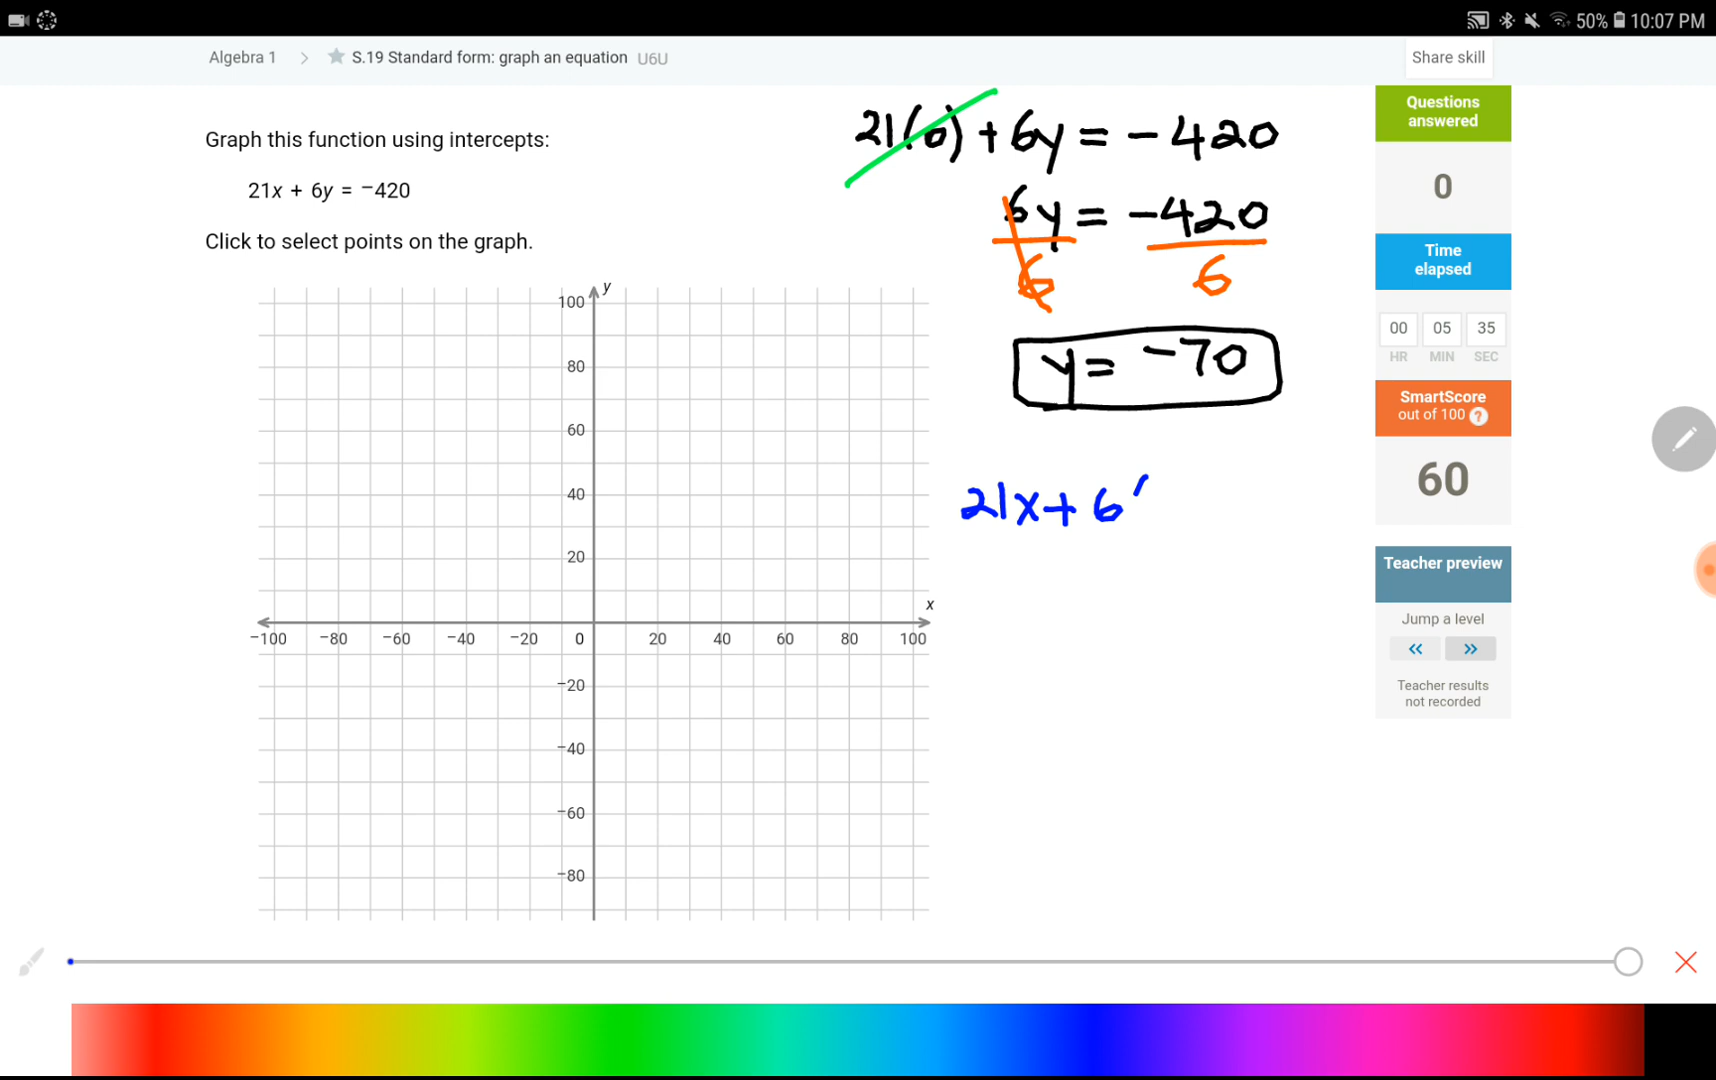 50% 10:07 PM
Algebra 1 > S.19 Standard form: graph an equation U6U
Share skill
Graph this function using intercepts:
21x + 6y = ⁻420
Click to select points on the graph.
21(0) + 6y = -420
6y = -420
6 6
y = -70
21x + 6
y
100
80
60
40
20
x
-100 -80 -60 -40 -20 0 20 40 60 80 100
-20
-40
-60
-80
Questions
answered
0
Time
elapsed
00 05 35
HR MIN SEC
SmartScore
out of 100 ?
60
Teacher preview
Jump a level
<< >>
Teacher results
not recorded